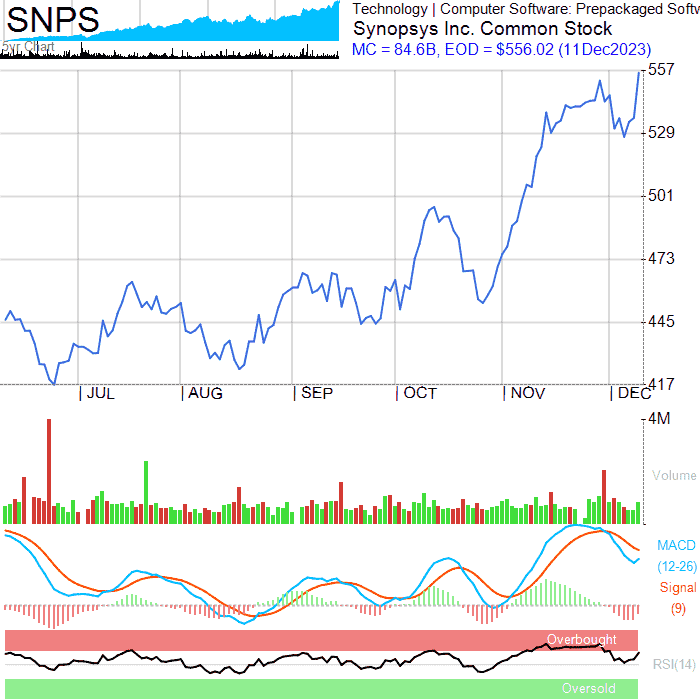 SNPS
5yr Chart
Technology | Computer Software: Prepackaged Softw
Synopsys Inc. Common Stock
MC = 84.6B, EOD = $556.02 (11Dec2023)
557
529
501
473
445
417
| JUL | AUG | SEP | OCT | NOV | DEC
4M
Volume
MACD
(12-26)
Signal
(9)
Overbought
RSI(14)
Oversold